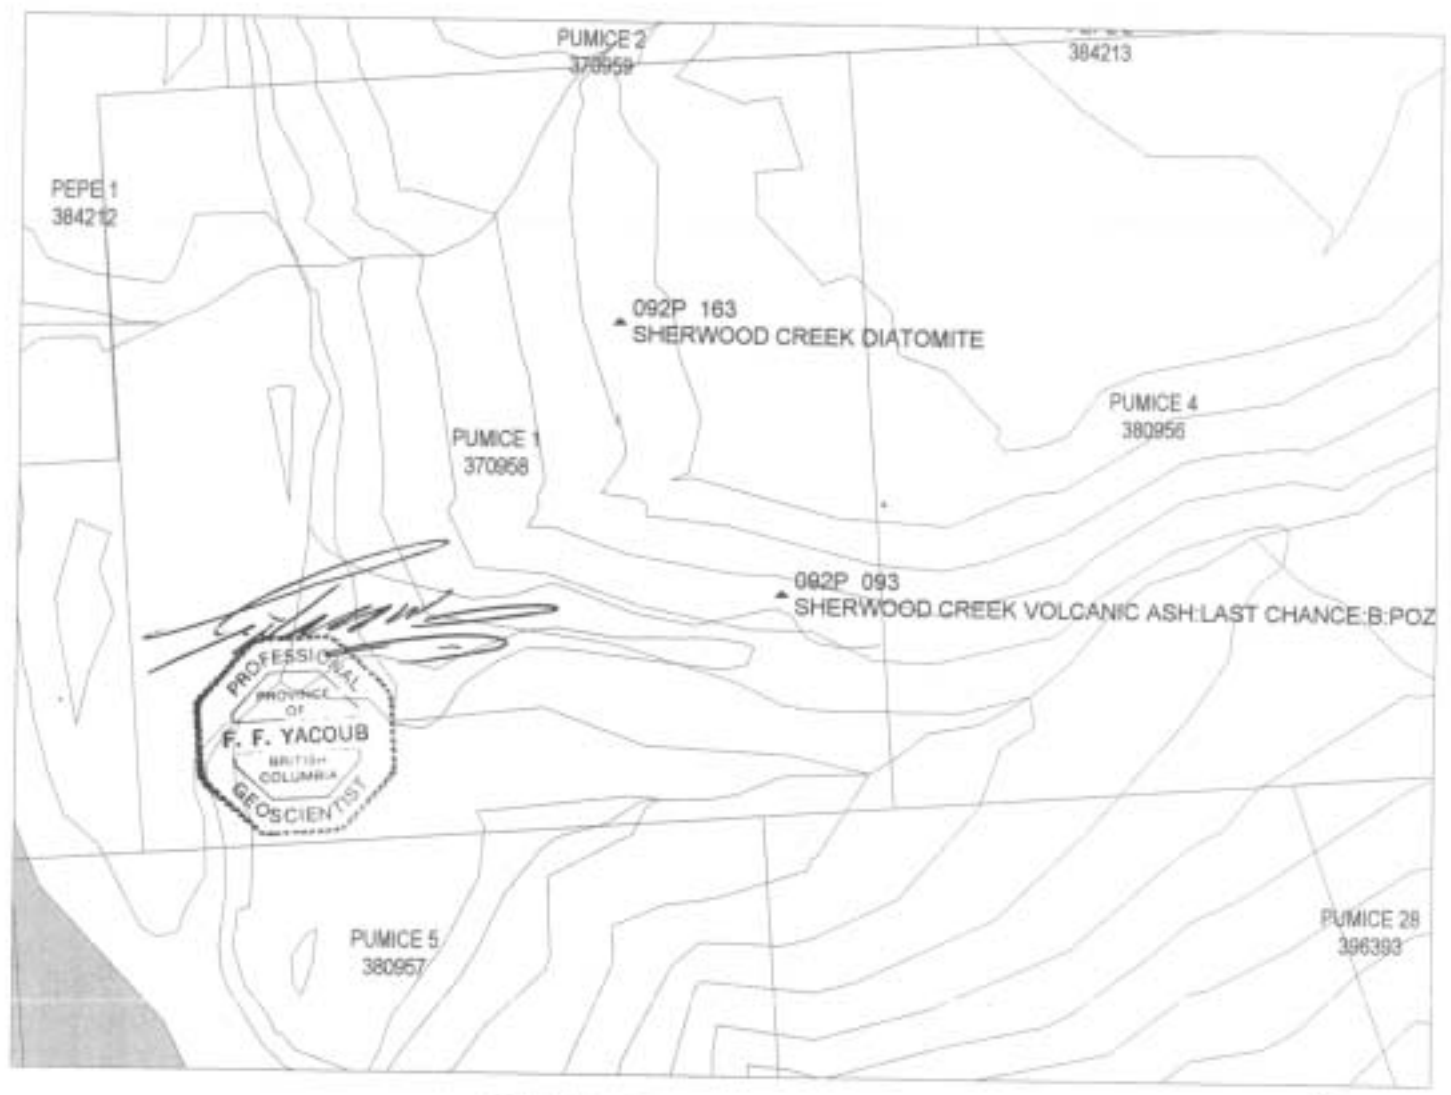 PUMICE 2
370959
384213
PEPE 1
384212
092P 163
SHERWOOD CREEK DIATOMITE
PUMICE 4
380956
PUMICE 1
370958
092P 093
SHERWOOD CREEK VOLCANIC ASH:LAST CHANCE:B:POZ
PROFESSIONAL
PROVINCE
OF
F. F. YACOUB
BRITISH
COLUMBIA
GEOSCIENTIST
PUMICE 5
380957
PUMICE 28
396393